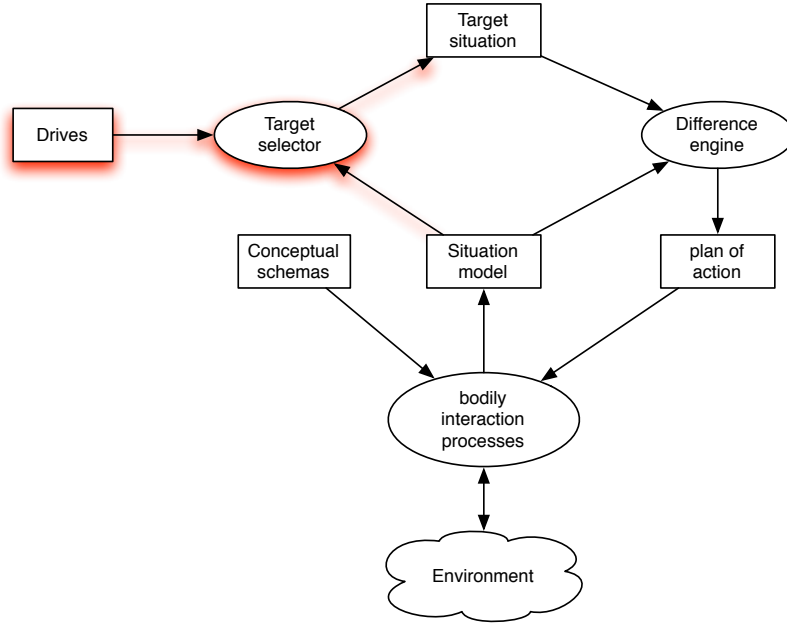 Target
situation
Drives
Target
selector
Difference
engine
Conceptual
schemas
Situation
model
plan of
action
bodily
interaction
processes
Environment